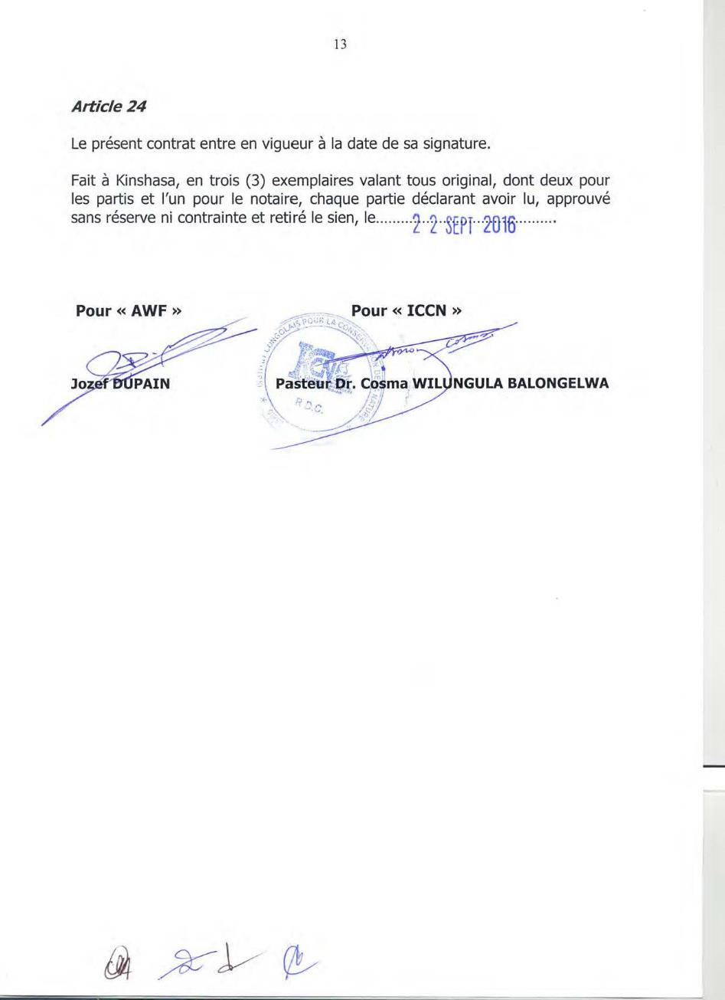 13
Article 24
Le présent contrat entre en vigueur à la date de sa signature.
Fait à Kinshasa, en trois (3) exemplaires valant tous original, dont deux pour
les partis et l'un pour le notaire, chaque partie déclarant avoir lu, approuvé
sans réserve ni contrainte et retiré le sien, le.........22 SEPT 2016..........
Pour « AWF »
Pour « ICCN »
INSTITUT CONGOLAIS POUR LA CONSERVATION DE LA NATURE
ICCN
R.D.C.
Cosma
Jozef DUPAIN
Pasteur Dr. Cosma WILUNGULA BALONGELWA